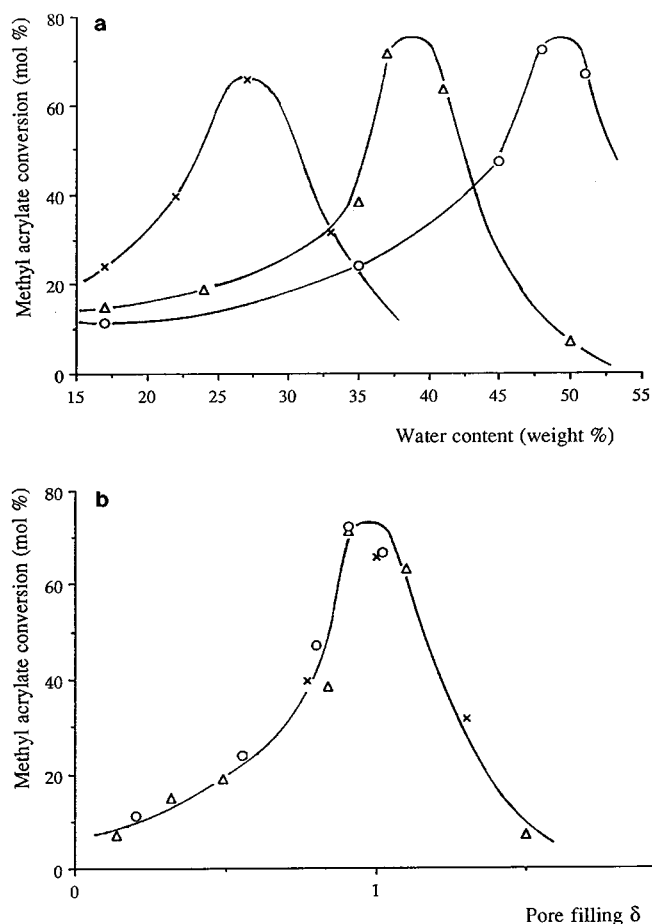 a
Methyl acrylate conversion (mol %)
80
60
40
20
0
15 20 25 30 35 40 45 50 55
Water content (weight %)
b
Methyl acrylate conversion (mol %)
80
60
40
20
0
0 1
Pore filling δ